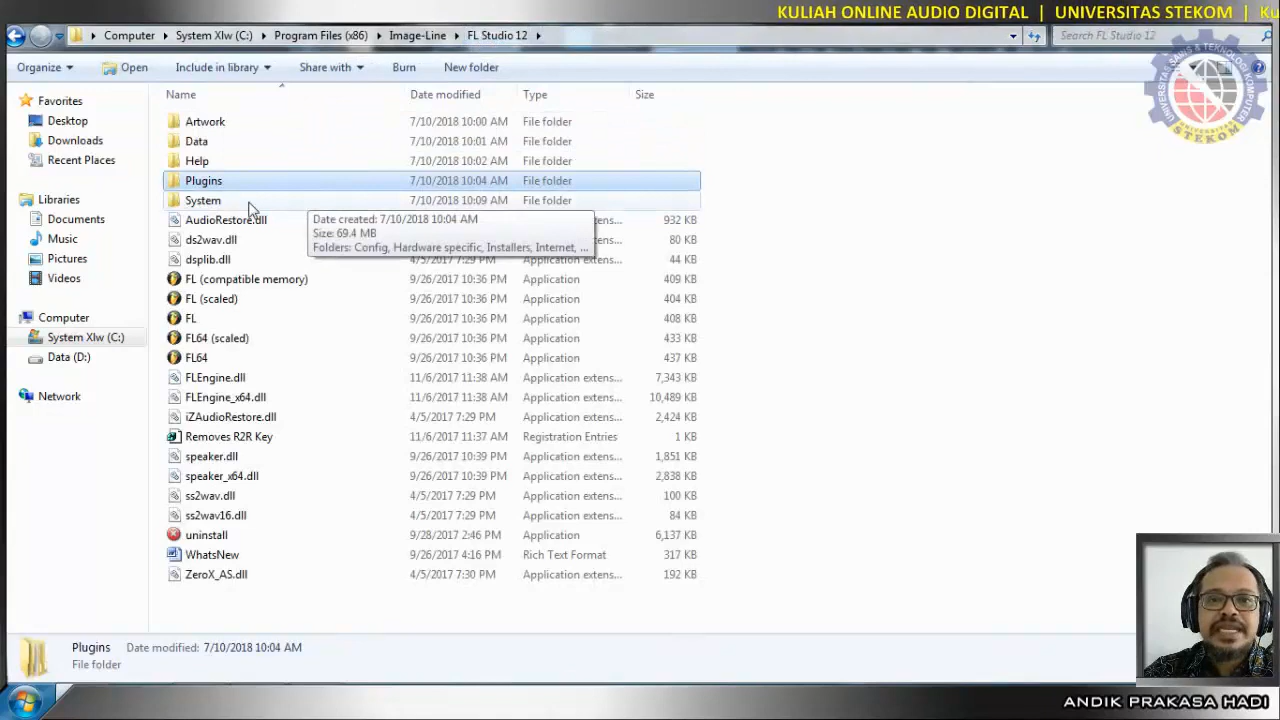 KULIAH ONLINE AUDIO DIGITAL | UNIVERSITAS STEKOM | Ku
Computer System Xlw (C:) Program Files (x86) Image-Line FL Studio 12 Search FL Studio 12
Organize Open Include in library Share with Burn New folder
Name Date modified Type Size
Favorites
Desktop
Downloads
Recent Places
Libraries
Documents
Music
Pictures
Videos
Computer
System Xlw (C:)
Data (D:)
Network
Artwork 7/10/2018 10:00 AM File folder
Data 7/10/2018 10:01 AM File folder
Help 7/10/2018 10:02 AM File folder
Plugins 7/10/2018 10:04 AM File folder
System 7/10/2018 10:09 AM File folder
AudioRestore.dll ens... 932 KB
Date created: 7/10/2018 10:04 AM
Size: 69.4 MB
Folders: Config, Hardware specific, Installers, Internet, ...
ds2wav.dll ens... 80 KB
dsplib.dll 4/5/2017 7:29 PM Application extens... 44 KB
FL (compatible memory) 9/26/2017 10:36 PM Application 409 KB
FL (scaled) 9/26/2017 10:36 PM Application 404 KB
FL 9/26/2017 10:36 PM Application 408 KB
FL64 (scaled) 9/26/2017 10:36 PM Application 433 KB
FL64 9/26/2017 10:36 PM Application 437 KB
FLEngine.dll 11/6/2017 11:38 AM Application extens... 7,343 KB
FLEngine_x64.dll 11/6/2017 11:38 AM Application extens... 10,489 KB
iZAudioRestore.dll 4/5/2017 7:29 PM Application extens... 2,424 KB
Removes R2R Key 11/6/2017 11:37 AM Registration Entries 1 KB
speaker.dll 9/26/2017 10:39 PM Application extens... 1,851 KB
speaker_x64.dll 9/26/2017 10:39 PM Application extens... 2,838 KB
ss2wav.dll 4/5/2017 7:29 PM Application extens... 100 KB
ss2wav16.dll 4/5/2017 7:29 PM Application extens... 84 KB
uninstall 9/28/2017 2:46 PM Application 6,137 KB
WhatsNew 9/26/2017 4:16 PM Rich Text Format 317 KB
ZeroX_AS.dll 4/5/2017 7:30 PM Application extens... 192 KB
Plugins Date modified: 7/10/2018 10:04 AM
File folder
UNIVERSITAS SAINS & TEKNOLOGI KOMPUTER
UNIVERSITAS
STEKOM
ANDIK PRAKASA HADI